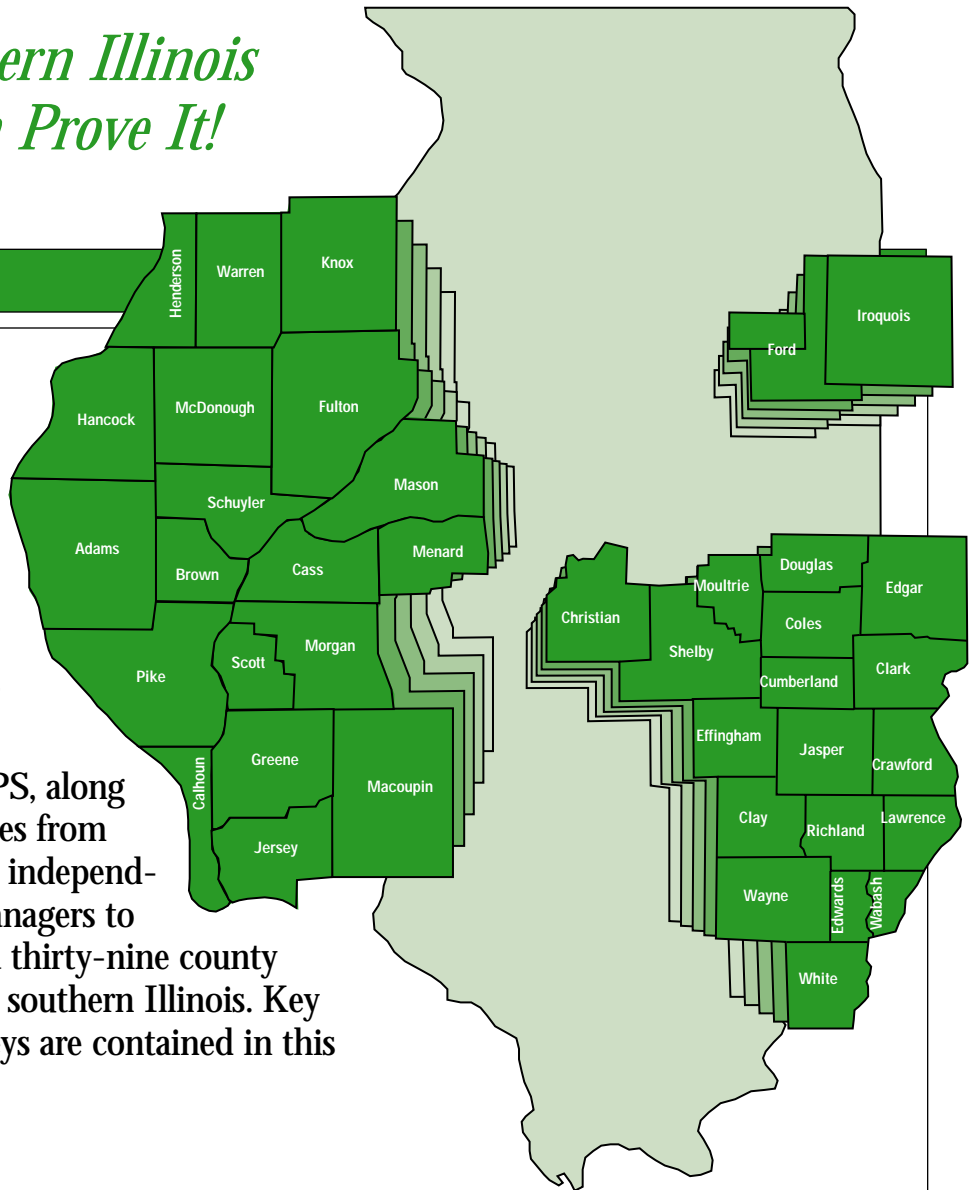 ern Illinois
Prove It!
Henderson
Warren
Knox
Iroquois
Ford
Hancock
McDonough
Fulton
Mason
Schuyler
Adams
Menard
Brown
Cass
Douglas
Moultrie
Edgar
Christian
Coles
Scott
Morgan
Shelby
Clark
Pike
Cumberland
Effingham
Jasper
Crawford
Greene
Calhoun
Macoupin
Clay
Richland
Lawrence
Jersey
Wayne
Edwards
Wabash
White
PS, along
es from
independ-
nagers to
thirty-nine county
southern Illinois. Key
ys are contained in this